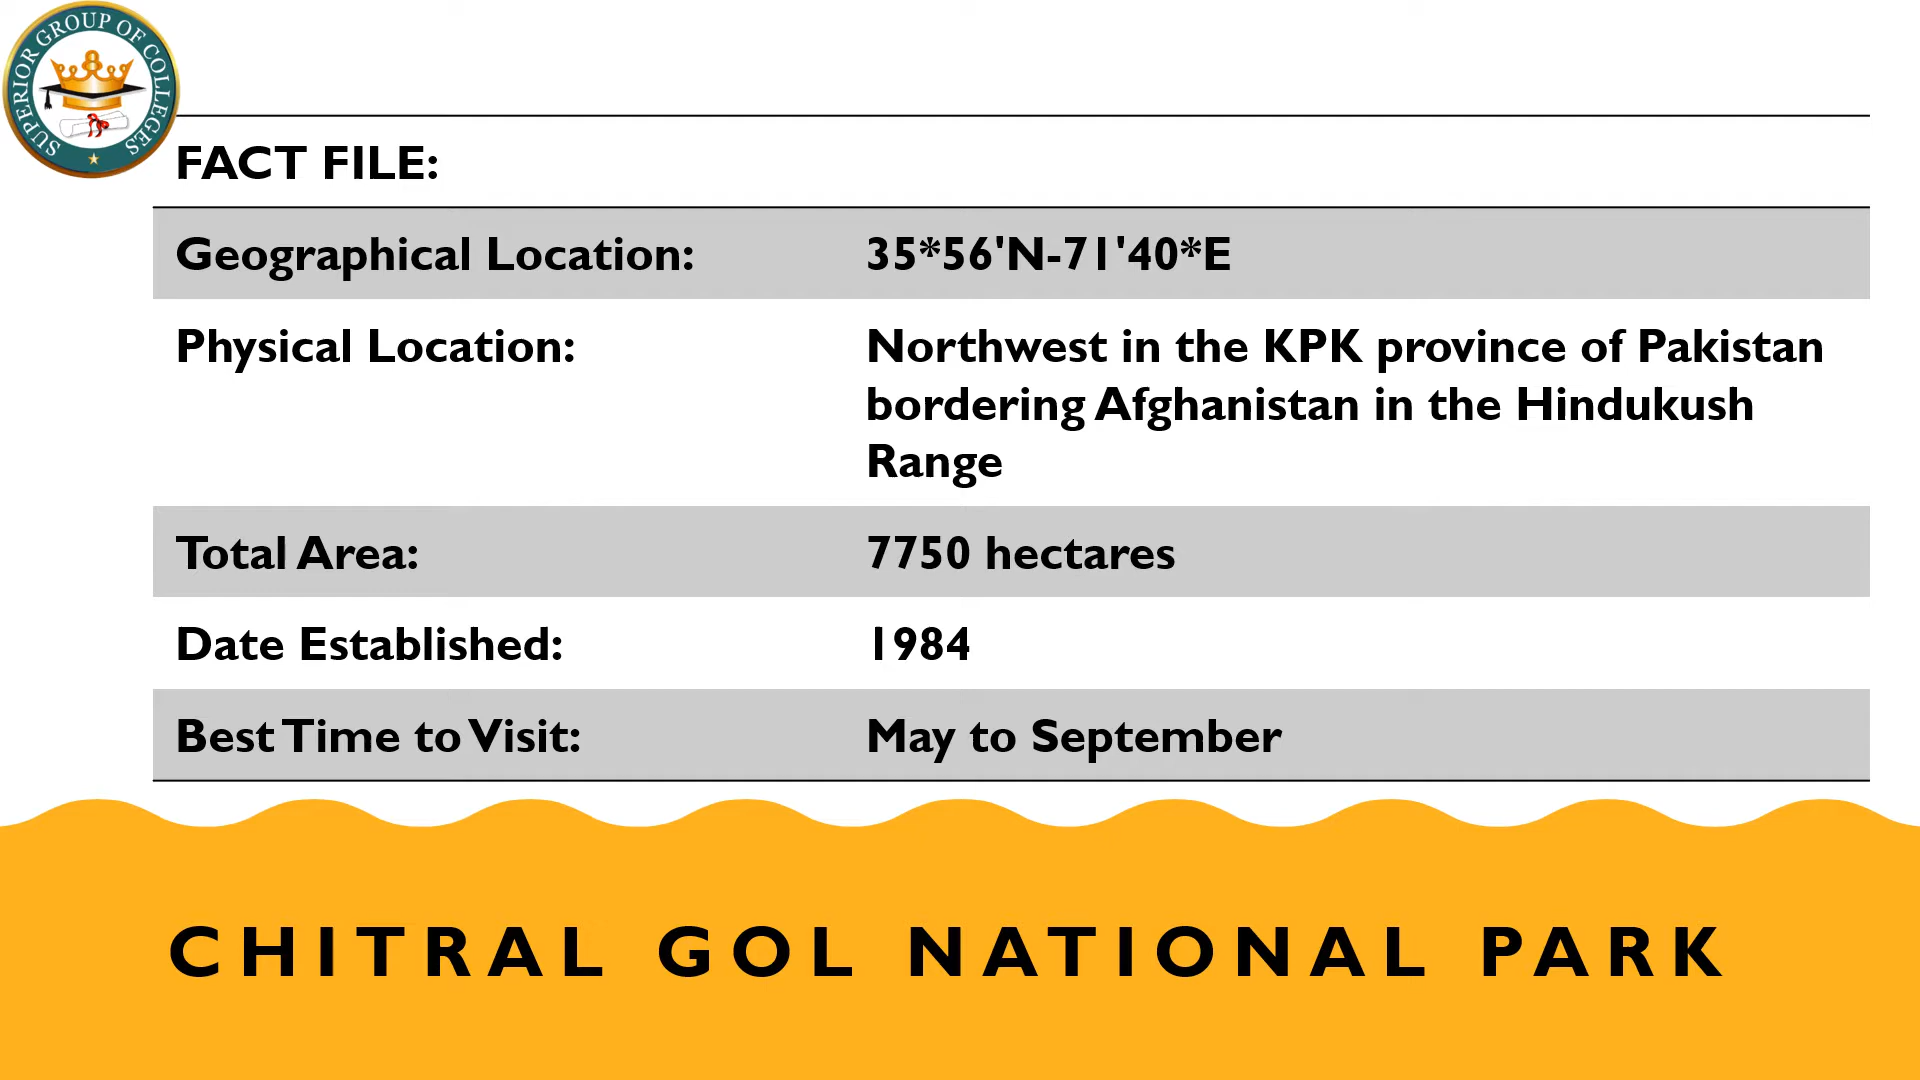 SUPERIOR GROUP OF COLLEGES
FACT FILE:
Geographical Location: 35*56'N-71'40*E
Physical Location: Northwest in the KPK province of Pakistan
bordering Afghanistan in the Hindukush
Range
Total Area: 7750 hectares
Date Established: 1984
Best Time to Visit: May to September
CHITRAL GOL NATIONAL PARK